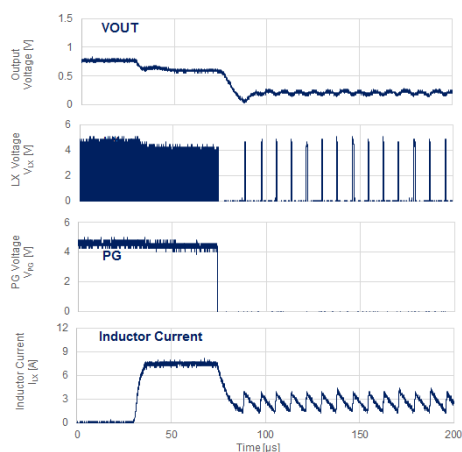 VOUT
Output
Voltage [V]
1.5
1
0.5
0
LX Voltage
VLX [V]
6
4
2
0
PG Voltage
VPG [V]
6
4
2
0
PG
Inductor Current
ILX [A]
12
9
6
3
0
Inductor Current
0
50
100
150
200
Time [µs]